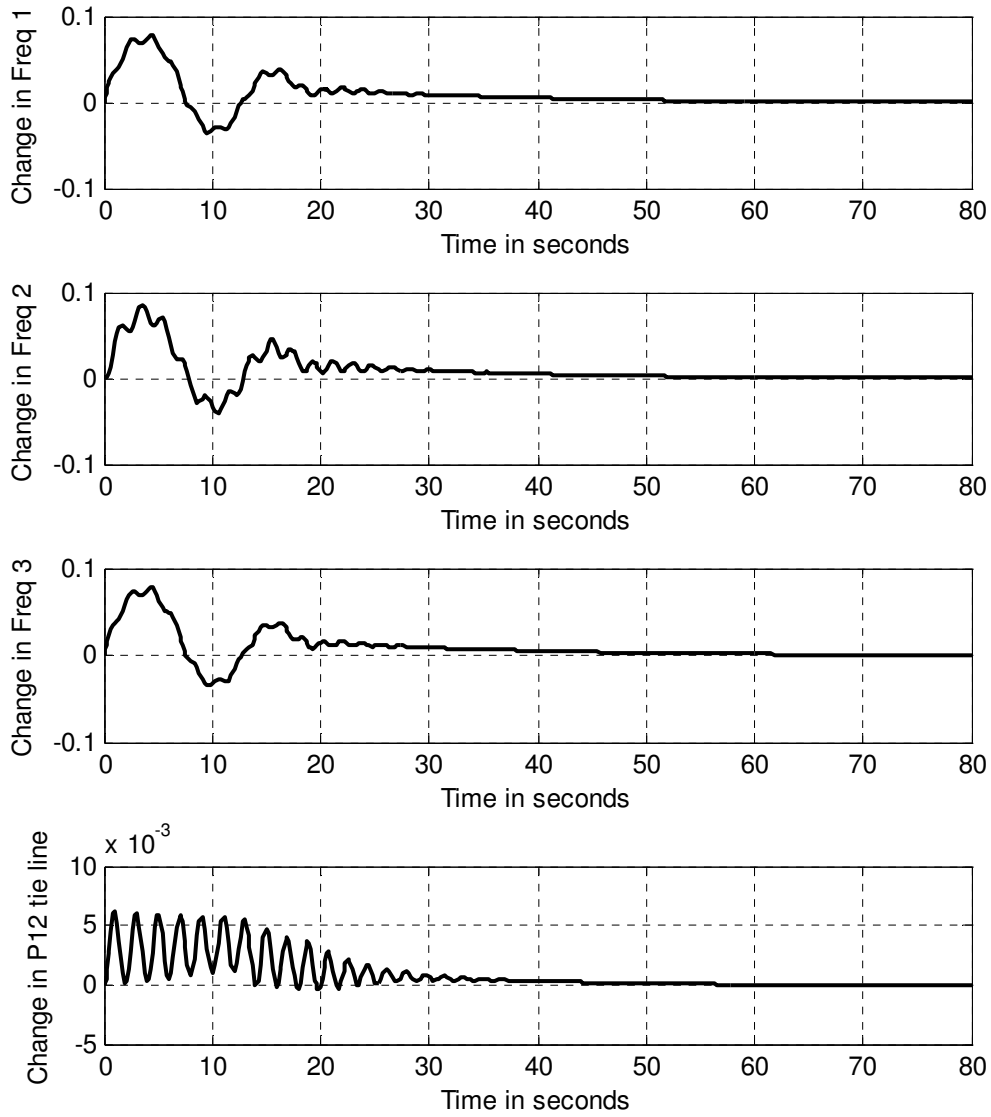 Change in Freq 1
0.1
0
-0.1
0 10 20 30 40 50 60 70 80
Time in seconds
Change in Freq 2
0.1
0
-0.1
0 10 20 30 40 50 60 70 80
Time in seconds
Change in Freq 3
0.1
0
-0.1
0 10 20 30 40 50 60 70 80
Time in seconds
Change in P12 tie line
x 10^-3
10
5
0
-5
0 10 20 30 40 50 60 70 80
Time in seconds